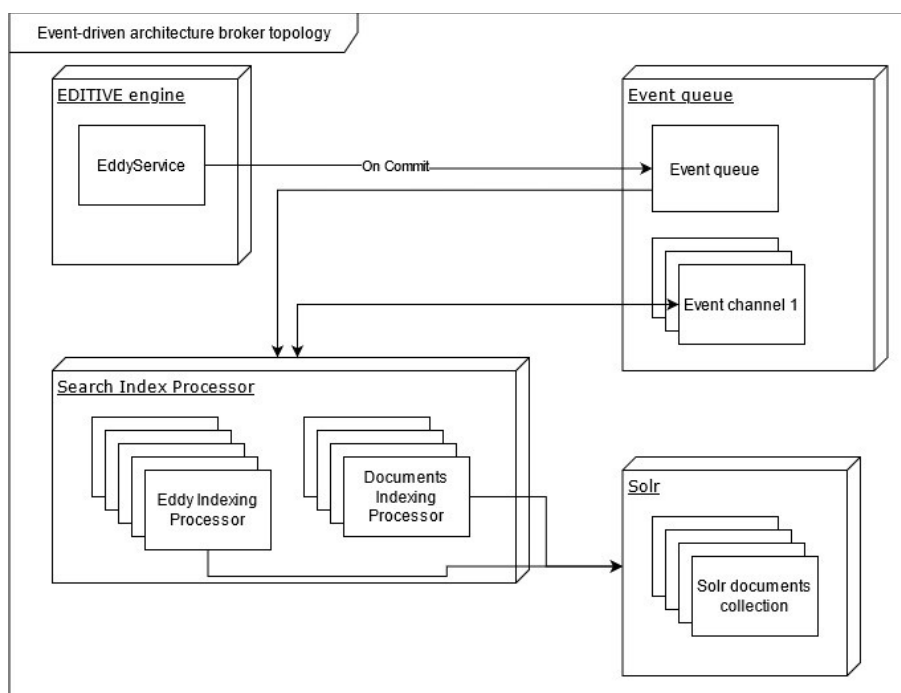 Event-driven architecture broker topology
EDITIVE engine
EddyService
On Commit
Event queue
Event queue
Event channel 1
Search Index Processor
Eddy Indexing
Processor
Documents
Indexing
Processor
Solr
Solr documents
collection